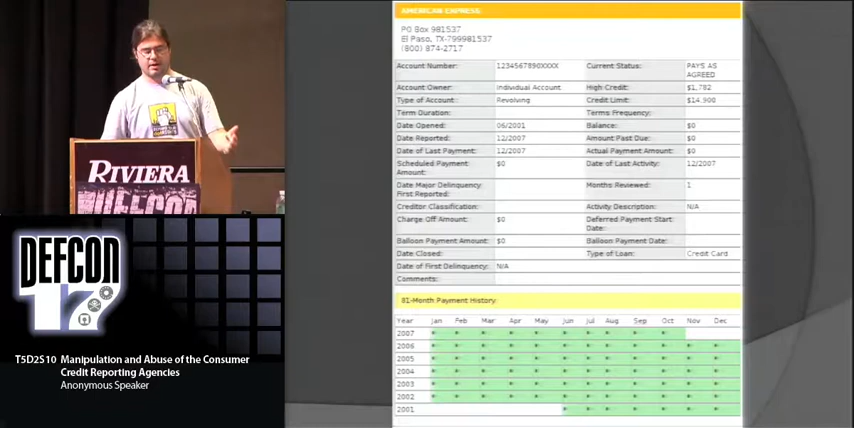 AMERICAN EXPRESS
PO Box 981537
El Paso, TX-799981537
(800) 874-2717
Account Number: 1234567890XXXX Current Status: PAYS AS AGREED
Account Owner: Individual Account High Credit: $1,782
Type of Account: Revolving Credit Limit: $14,900
Term Duration: Terms Frequency:
Date Opened: 06/2001 Balance: $0
Date Reported: 12/2007 Amount Past Due: $0
Date of Last Payment: 12/2007 Actual Payment Amount: $0
Scheduled Payment Amount: $0 Date of Last Activity: 12/2007
Date Major Delinquency First Reported: Months Reviewed: 1
Creditor Classification: Activity Description: N/A
Charge Off Amount: $0 Deferred Payment Start Date:
Balloon Payment Amount: $0 Balloon Payment Date:
Date Closed: Type of Loan: Credit Card
Date of First Delinquency: N/A
Comments:
81-Month Payment History
Year Jan Feb Mar Apr May Jun Jul Aug Sep Oct Nov Dec
2007
2006
2005
2004
2003
2002
2001
RIVIERA
DEFCON
DEFCON
17
T5D2S10 Manipulation and Abuse of the Consumer
Credit Reporting Agencies
Anonymous Speaker